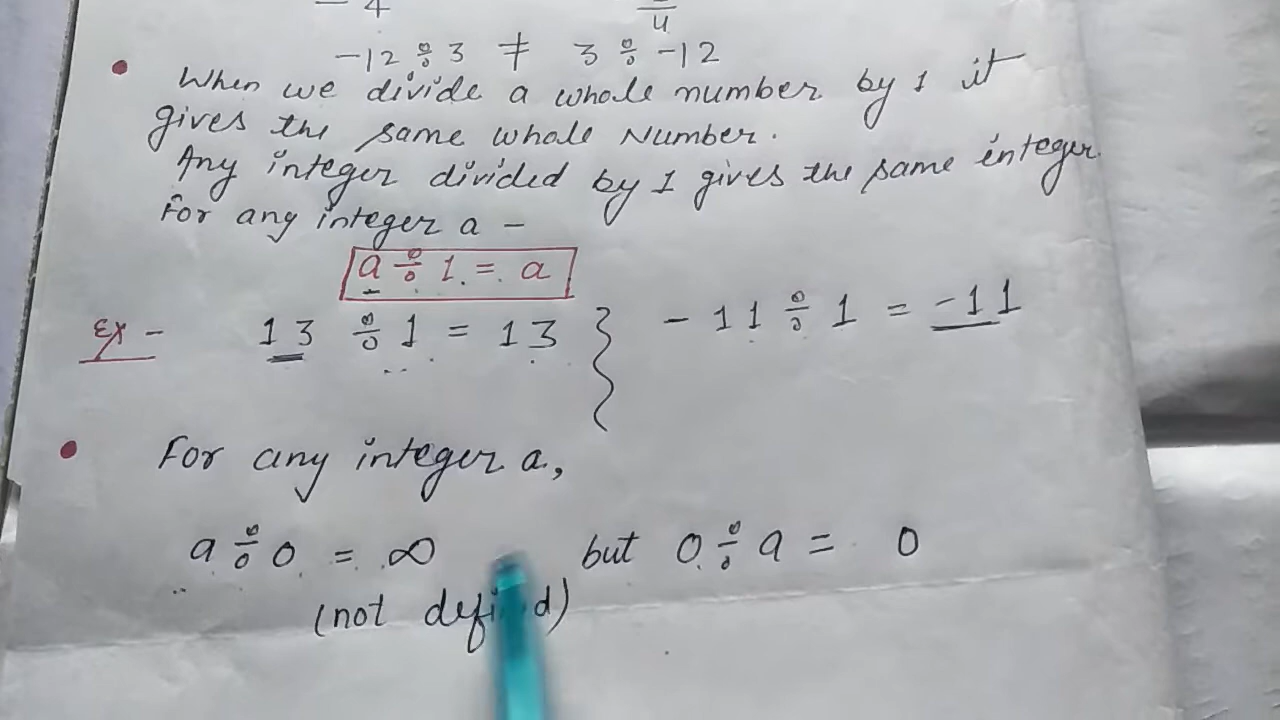 - 4
4
-12 ÷ 3 ≠ 3 ÷ -12
• When we divide a whole number by 1 it
gives the same whole Number.
Any integer divided by 1 gives the same integer.
For any integer a -
a ÷ 1 = a
Ex - 13 ÷ 1 = 13 } - 11 ÷ 1 = -11
• For any integer a,
a ÷ 0 = ∞ but 0 ÷ a = 0
(not